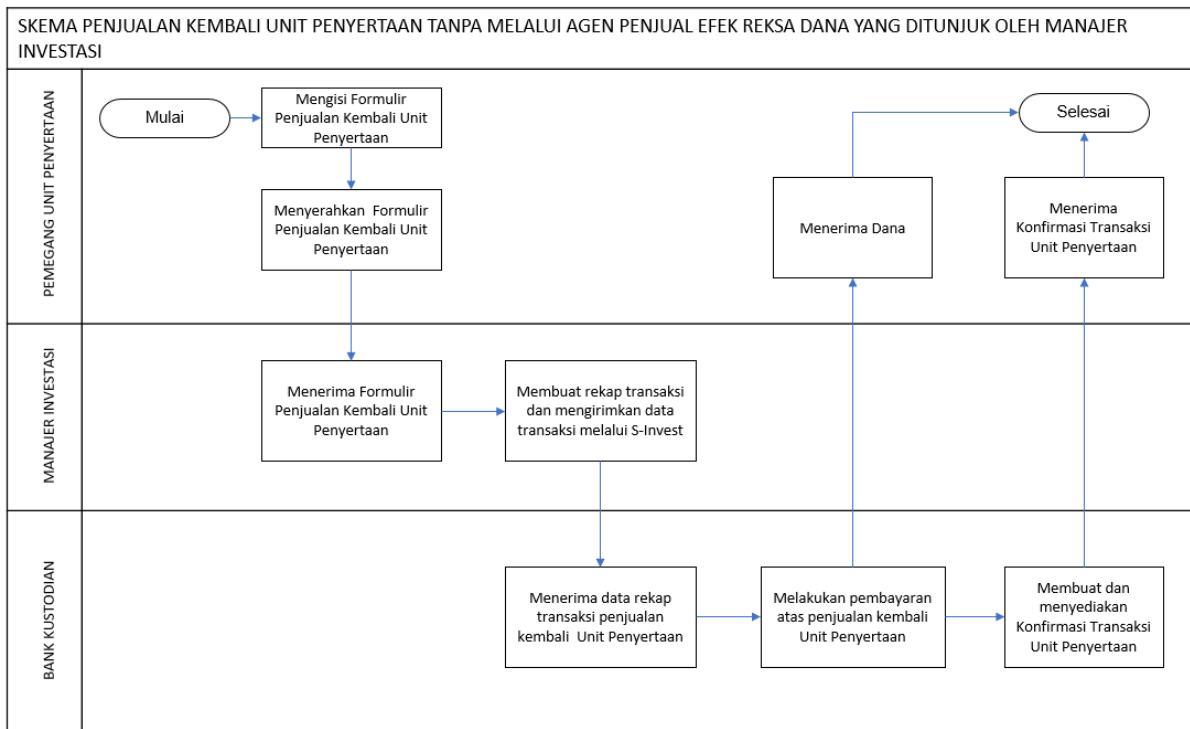 SKEMA PENJUALAN KEMBALI UNIT PENYERTAAN TANPA MELALUI AGEN PENJUAL EFEK REKSA DANA YANG DITUNJUK OLEH MANAJER
INVESTASI
PEMEGANG UNIT PENYERTAAN
Mulai
Mengisi Formulir
Penjualan Kembali Unit
Penyertaan
Selesai
Menyerahkan Formulir
Penjualan Kembali Unit
Penyertaan
Menerima Dana
Menerima
Konfirmasi Transaksi
Unit Penyertaan
MANAJER INVESTASI
Menerima Formulir
Penjualan Kembali Unit
Penyertaan
Membuat rekap transaksi
dan mengirimkan data
transaksi melalui S-Invest
BANK KUSTODIAN
Menerima data rekap
transaksi penjualan
kembali Unit Penyertaan
Melakukan pembayaran
atas penjualan kembali
Unit Penyertaan
Membuat dan
menyediakan
Konfirmasi Transaksi
Unit Penyertaan